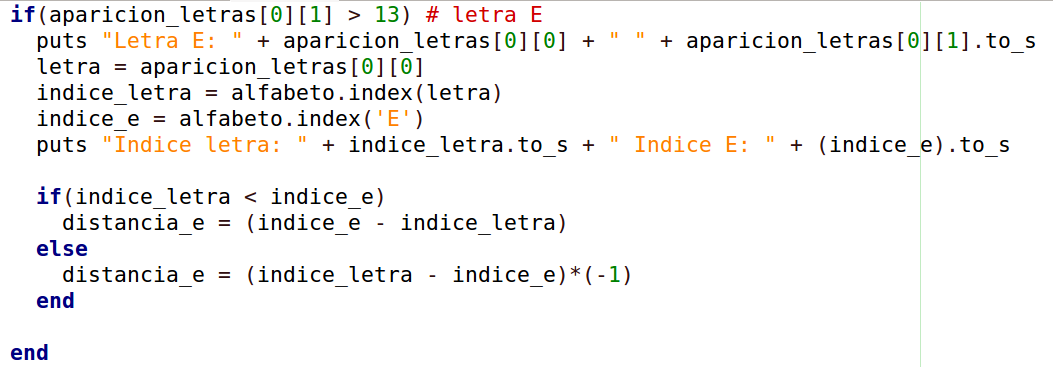 if(aparicion_letras[0][1] > 13) # letra E
  puts "Letra E: " + aparicion_letras[0][0] + " " + aparicion_letras[0][1].to_s
  letra = aparicion_letras[0][0]
  indice_letra = alfabeto.index(letra)
  indice_e = alfabeto.index('E')
  puts "Indice letra: " + indice_letra.to_s + " Indice E: " + (indice_e).to_s

  if(indice_letra < indice_e)
    distancia_e = (indice_e - indice_letra)
  else
    distancia_e = (indice_letra - indice_e)*(-1)
  end

end